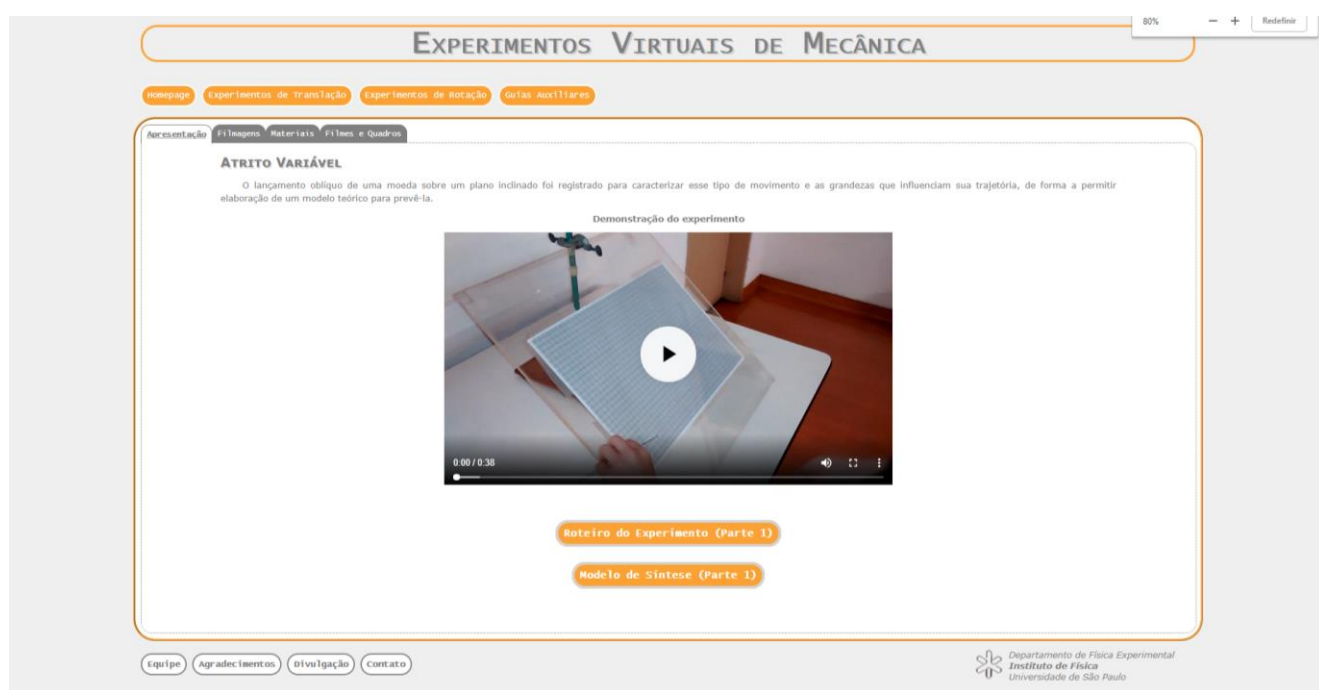 80% − + Redefinir
Experimentos Virtuais de Mecânica
Homepage Experimentos de Translação Experimentos de Rotação Guias Auxiliares
Apresentação Filmagens Materiais Filmes e Quadros
Atrito Variável
O lançamento oblíquo de uma moeda sobre um plano inclinado foi registrado para caracterizar esse tipo de movimento e as grandezas que influenciam sua trajetória, de forma a permitir
elaboração de um modelo teórico para prevê-la.
Demonstração do experimento
0:00 / 0:38
Roteiro do Experimento (Parte 1)
Modelo de Síntese (Parte 1)
Equipe Agradecimentos Divulgação Contato
Departamento de Física Experimental
Instituto de Física
Universidade de São Paulo